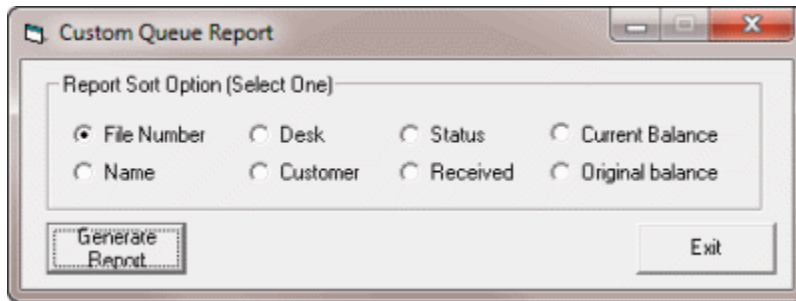 Custom Queue Report
Report Sort Option (Select One)
File Number Desk Status Current Balance
Name Customer Received Original balance
Generate
Report
Exit